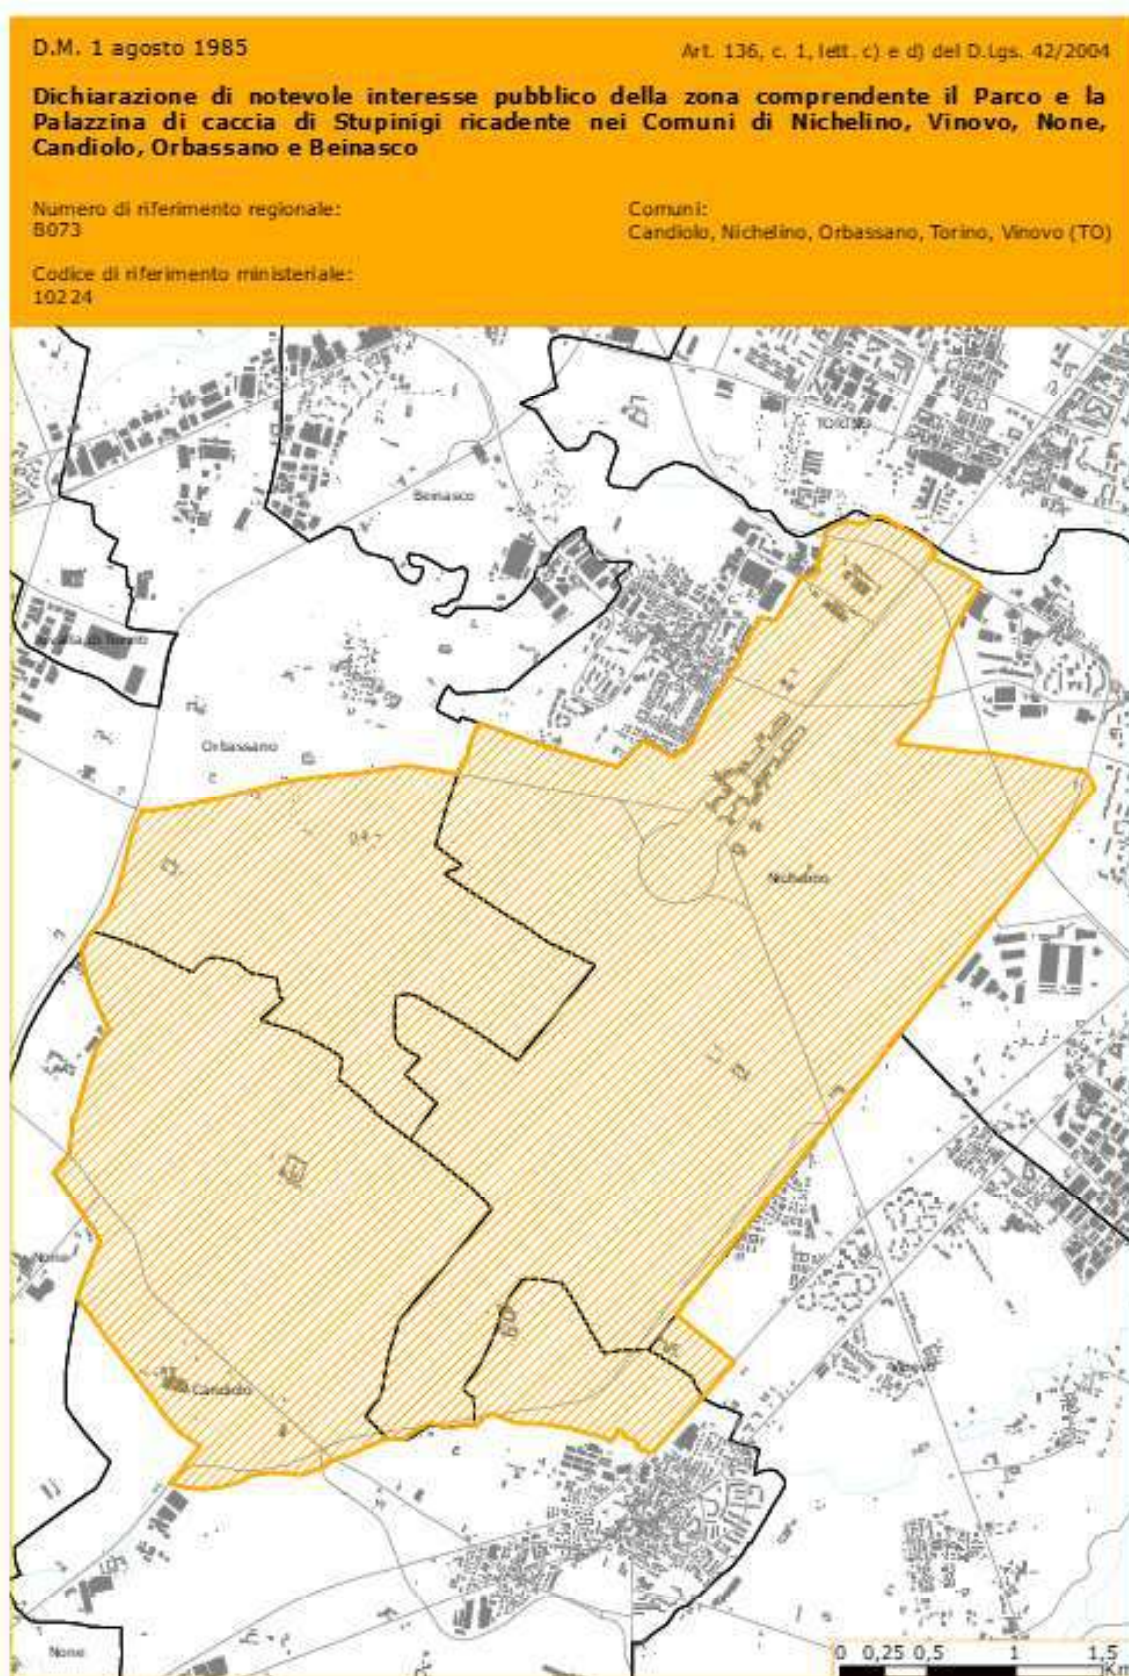 D.M. 1 agosto 1985
Art. 136, c. 1, lett. c) e d) del D.Lgs. 42/2004
Dichiarazione di notevole interesse pubblico della zona comprendente il Parco e la
Palazzina di caccia di Stupinigi ricadente nei Comuni di Nichelino, Vinovo, None,
Candiolo, Orbassano e Beinasco
Numero di riferimento regionale:
B073
Comuni:
Candiolo, Nichelino, Orbassano, Torino, Vinovo (TO)
Codice di riferimento ministeriale:
10224
TORINO
Beinasco
Orbassano
Nichelino
None
Candiolo
Vinovo
None
0 0,25 0,5 1 1,5
Km